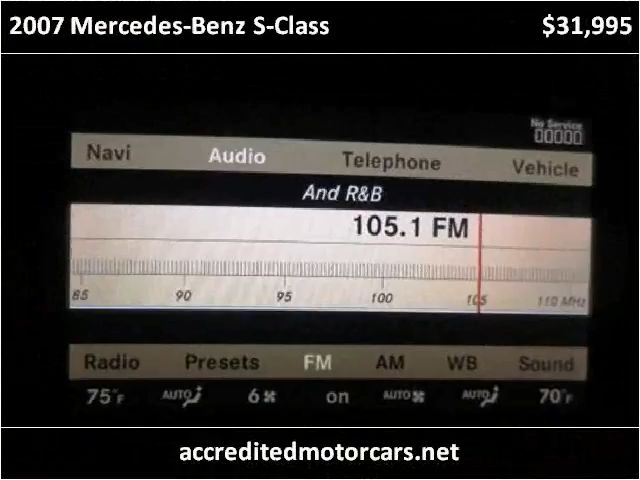 2007 Mercedes-Benz S-Class $31,995
No Service
Navi Audio Telephone Vehicle
And R&B
105.1 FM
85 90 95 100 105 110 MHz
Radio Presets FM AM WB Sound
75°F AUTO 6 on AUTO AUTO 70°F
accreditedmotorcars.net